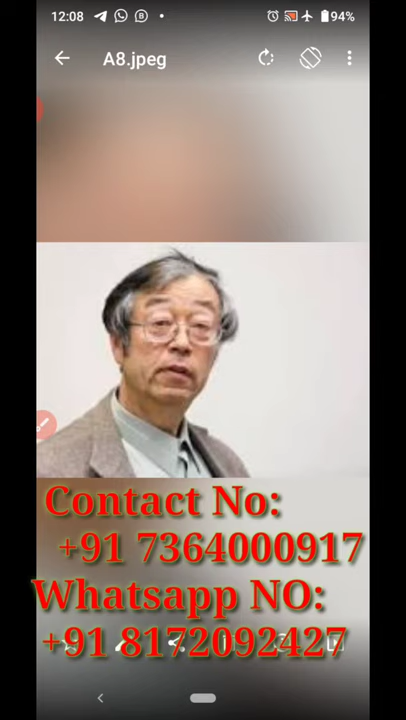 12:08
94%
A8.jpeg
Contact No:
+91 7364000917
Whatsapp NO:
+91 8172092427